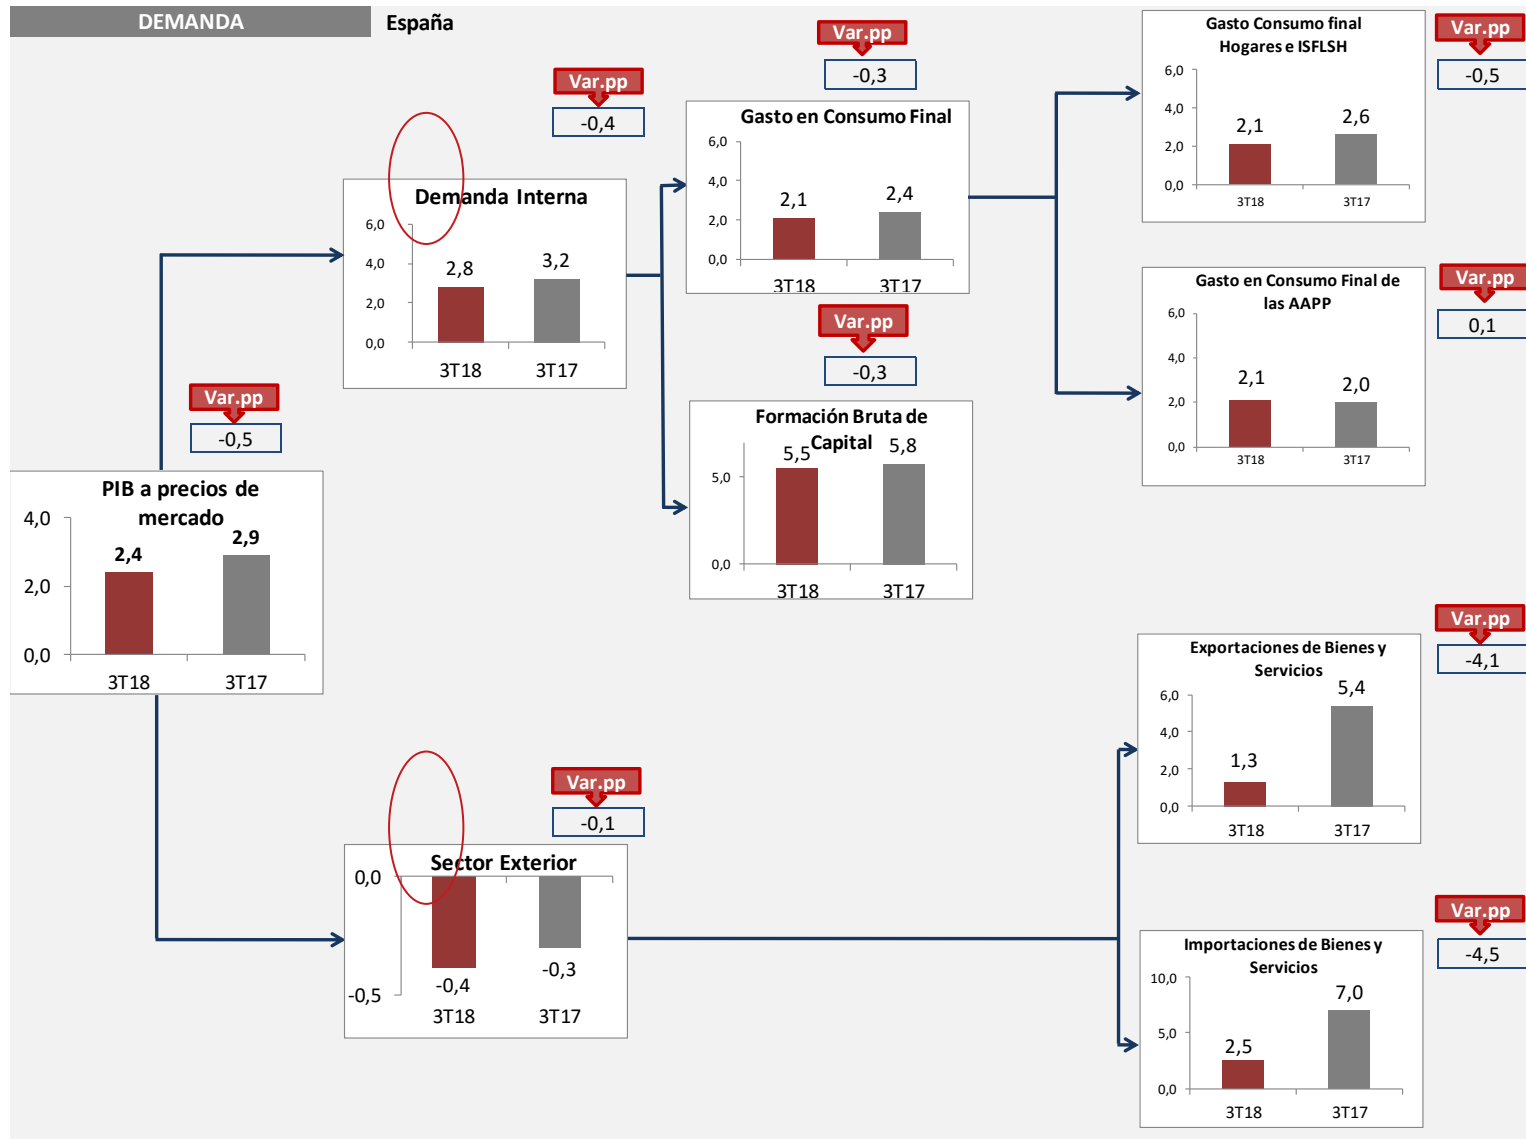 DEMANDA
España
Var.pp
-0,5
PIB a precios de
mercado
4,0
2,0
0,0
2,4
2,9
3T18
3T17
Var.pp
-0,4
Demanda Interna
6,0
4,0
2,0
0,0
2,8
3,2
3T18
3T17
Var.pp
-0,3
Gasto en Consumo Final
6,0
4,0
2,0
0,0
2,1
2,4
3T18
3T17
Var.pp
-0,3
Formación Bruta de
Capital
5,0
0,0
5,5
5,8
3T18
3T17
Var.pp
-0,5
Gasto Consumo final
Hogares e ISFLSH
6,0
4,0
2,0
0,0
2,1
2,6
3T18
3T17
Var.pp
0,1
Gasto en Consumo Final de
las AAPP
6,0
4,0
2,0
0,0
2,1
2,0
3T18
3T17
Var.pp
-0,1
Sector Exterior
0,0
-0,5
-0,4
-0,3
3T18
3T17
Var.pp
-4,1
Exportaciones de Bienes y
Servicios
6,0
4,0
2,0
0,0
1,3
5,4
3T18
3T17
Var.pp
-4,5
Importaciones de Bienes y
Servicios
10,0
5,0
0,0
2,5
7,0
3T18
3T17